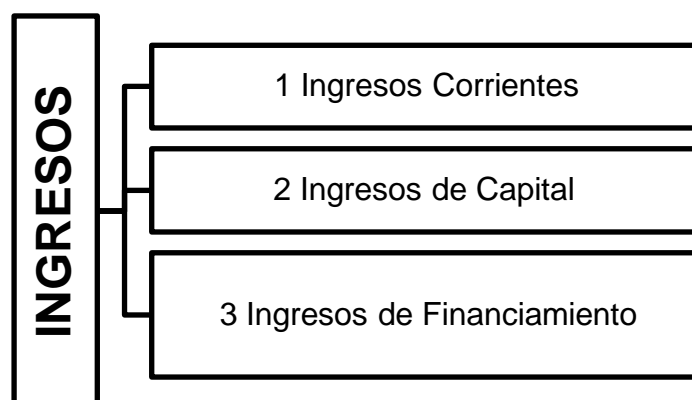 INGRESOS
1 Ingresos Corrientes
2 Ingresos de Capital
3 Ingresos de Financiamiento